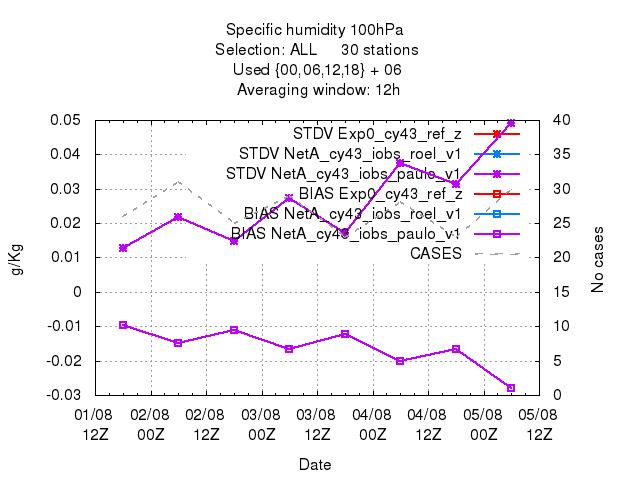 Specific humidity 100hPa
Selection: ALL 30 stations
Used {00,06,12,18} + 06
Averaging window: 12h
0.05
0.04
0.03
0.02
0.01
0
-0.01
-0.02
-0.03
g/Kg
STDV Exp0_cy43_ref_z
STDV NetA_cy43_iobs_roel_v1
STDV NetA_cy43_iobs_paulo_v1
BIAS Exp0_cy43_ref_z
BIAS NetA_cy43_iobs_roel_v1
BIAS NetA_cy43_iobs_paulo_v1
CASES
40
35
30
25
20
15
10
5
0
No cases
01/08 02/08 02/08 03/08 03/08 04/08 04/08 05/08 05/08
12Z 00Z 12Z 00Z 12Z 00Z 12Z 00Z 12Z
Date